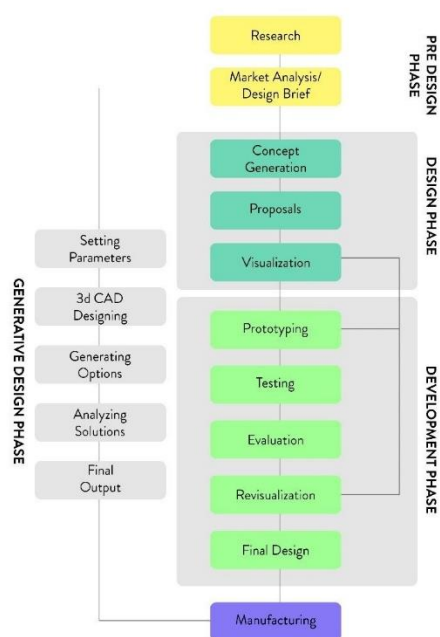 Research
Market Analysis/
Design Brief
PRE DESIGN
PHASE
Concept
Generation
Proposals
Visualization
DESIGN PHASE
Setting
Parameters
3d CAD
Designing
Generating
Options
Analyzing
Solutions
Final
Output
GENERATIVE DESIGN PHASE
Prototyping
Testing
Evaluation
Revisualization
Final Design
DEVELOPMENT PHASE
Manufacturing